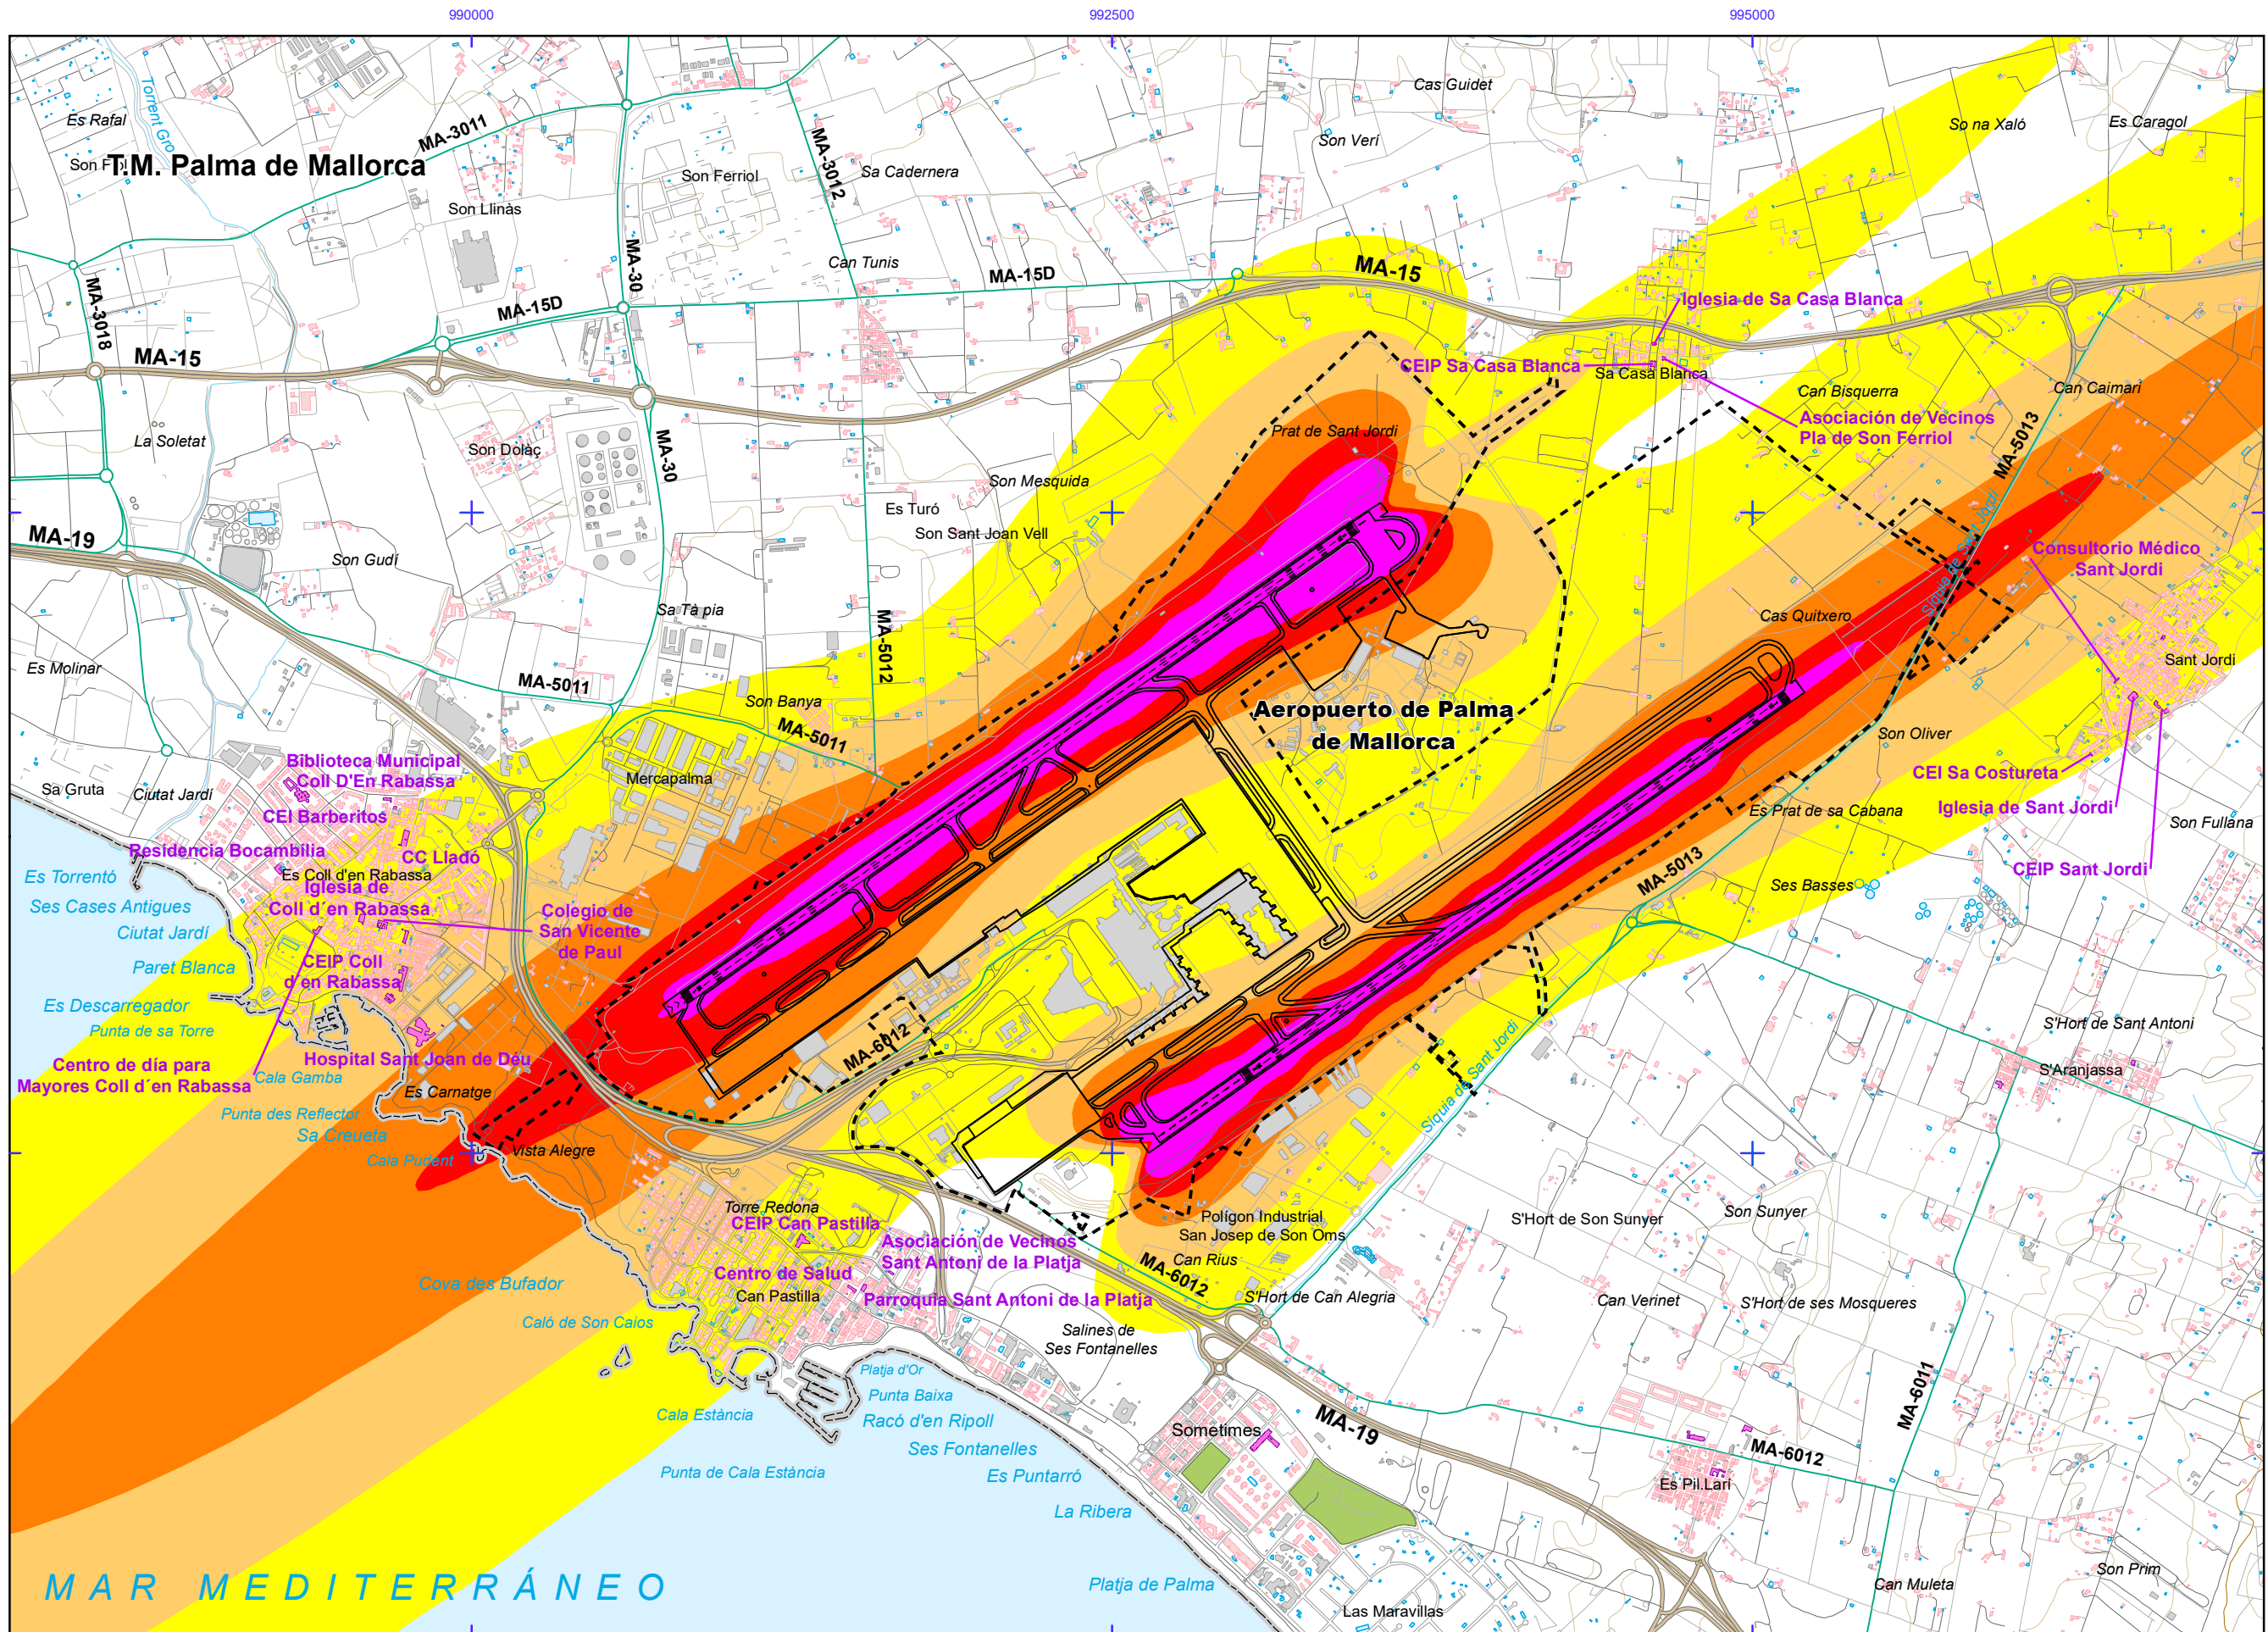 990000
992500
995000
Cas Guidet
Torrent Gro
Es Rafal
MA-3011
MA-3012
Son Verí
So na Xaló
Es Caragol
Son F
T.M. Palma de Mallorca
Son Ferriol
Sa Cadernera
Son Llinàs
MA-30
Can Tunis
MA-15D
MA-15
MA-3018
MA-15D
Iglesia de Sa Casa Blanca
MA-15
CEIP Sa Casa Blanca
Sa Casa Blanca
Can Bisquerra
Can Caimari
Asociación de Vecinos
Pla de Son Ferriol
MA-5013
La Soletat
Son Dolaç
MA-30
Prat de Sant Jordi
Son Mesquida
Es Turó
Son Sant Joan Vell
MA-19
Son Gudí
Síquia de Sant Jordi
Consultorio Médico
Sant Jordi
Sa Tà pia
Cas Quitxero
MA-5012
Es Molinar
Sant Jordi
MA-5011
Son Banya
MA-5011
Aeropuerto de Palma
de Mallorca
Son Oliver
Biblioteca Municipal
Coll D'En Rabassa
Mercapalma
CEI Sa Costureta
Sa Gruta
Ciutat Jardí
CEI Barberitos
Es Prat de sa Cabana
Iglesia de Sant Jordi
Son Fullana
Residencia Bocambilia
CC Lladó
Es Torrentó
Es Coll d'en Rabassa
MA-5013
CEIP Sant Jordi
Iglesia de
Coll d´en Rabassa
Ses Basses
Ses Cases Antigues
Colegio de
San Vicente
de Paul
Ciutat Jardí
CEIP Coll
d'en Rabassa
Paret Blanca
Es Descarregador
Punta de sa Torre
MA-6012
S'Hort de Sant Antoni
Hospital Sant Joan de Déu
Centro de día para
Mayores Coll d´en Rabassa
Cala Gamba
Es Carnatge
Síquia de Sant Jordi
S'Aranjassa
Punta des Reflector
Sa Creueta
Cala Pudent
Vista Alegre
Torre Redona
CEIP Can Pastilla
Polígon Industrial
San Josep de Son Oms
S'Hort de Son Sunyer
Son Sunyer
Asociación de Vecinos
Sant Antoni de la Platja
Can Rius
MA-6012
Cova des Bufador
Centro de Salud
Can Pastilla
Parroquia Sant Antoni de la Platja
S'Hort de Can Alegria
Can Verinet
S'Hort de ses Mosqueres
Caló de Son Caios
Salines de
Ses Fontanelles
Platja d'Or
Punta Baixa
MA-6011
Cala Estància
Racó d'en Ripoll
Sometimes
MA-19
Ses Fontanelles
MA-6012
Punta de Cala Estància
Es Puntarró
Es Pil.Larí
La Ribera
MAR MEDITERRÁNEO
Platja de Palma
Las Maravillas
Can Muleta
Son Prim